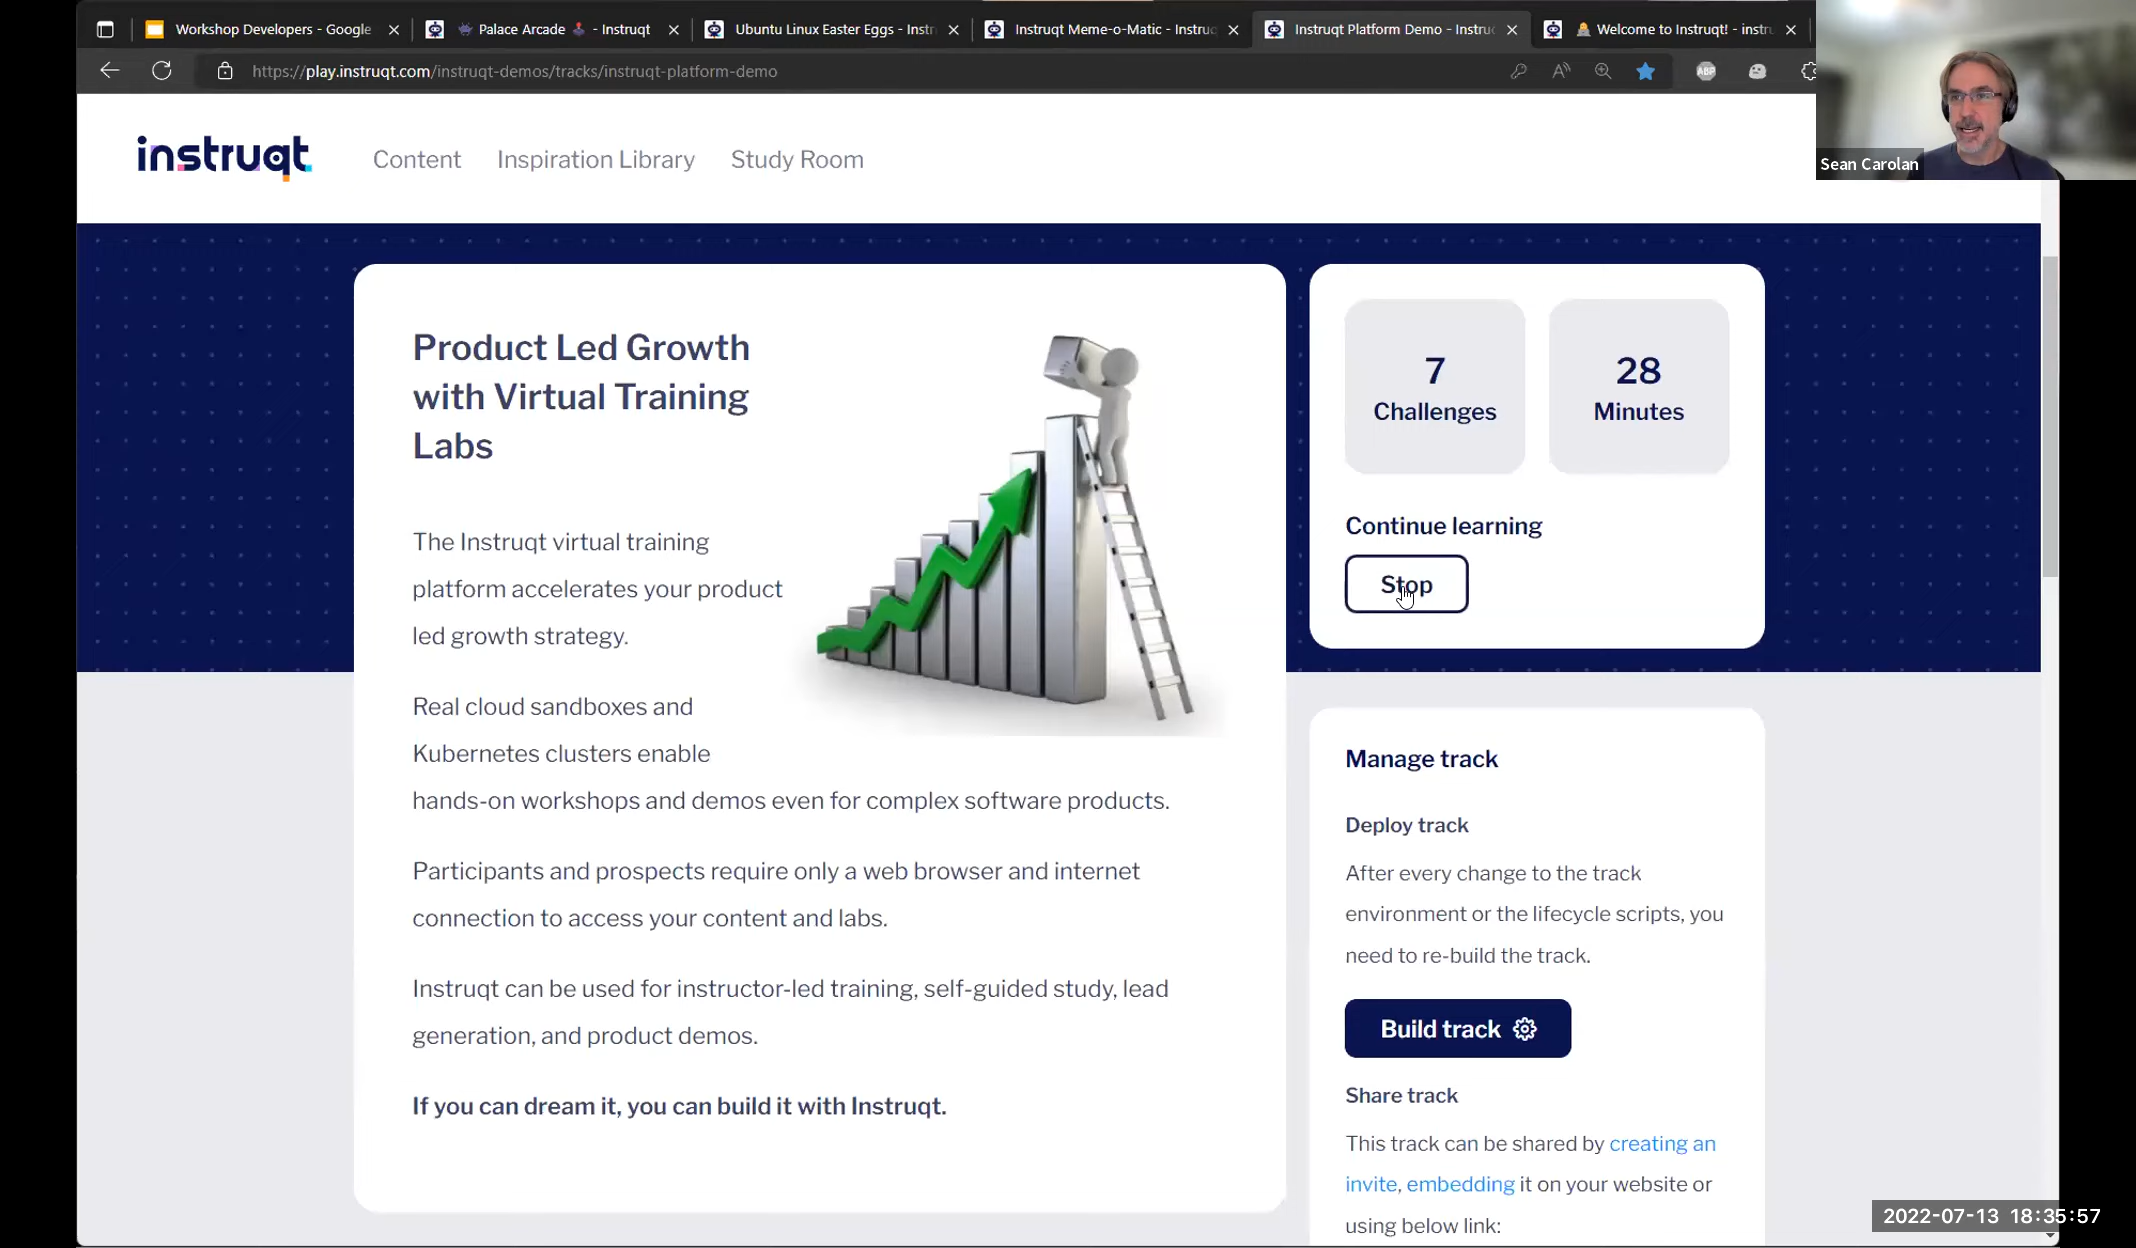 Workshop Developers - Google
Palace Arcade - Instruqt
Ubuntu Linux Easter Eggs - Instr
Instruqt Meme-o-Matic - Instruq
Instruqt Platform Demo - Instruc
Welcome to Instruqt! - instru
https://play.instruqt.com/instruqt-demos/tracks/instruqt-platform-demo
ABP
Sean Carolan
instruqt
Content
Inspiration Library
Study Room
Product Led Growth
with Virtual Training
Labs
The Instruqt virtual training
platform accelerates your product
led growth strategy.
Real cloud sandboxes and
Kubernetes clusters enable
hands-on workshops and demos even for complex software products.
Participants and prospects require only a web browser and internet
connection to access your content and labs.
Instruqt can be used for instructor-led training, self-guided study, lead
generation, and product demos.
If you can dream it, you can build it with Instruqt.
7
Challenges
28
Minutes
Continue learning
Stop
Manage track
Deploy track
After every change to the track
environment or the lifecycle scripts, you
need to re-build the track.
Build track
Share track
This track can be shared by creating an
invite, embedding it on your website or
using below link:
2022-07-13 18:35:57